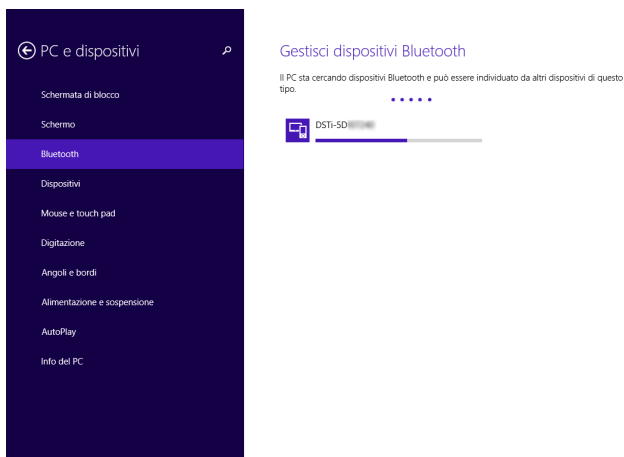 PC e dispositivi
Schermata di blocco
Schermo
Bluetooth
Dispositivi
Mouse e touch pad
Digitazione
Angoli e bordi
Alimentazione e sospensione
AutoPlay
Info del PC
Gestisci dispositivi Bluetooth
Il PC sta cercando dispositivi Bluetooth e può essere individuato da altri dispositivi di questo
tipo.
DSTi-5D